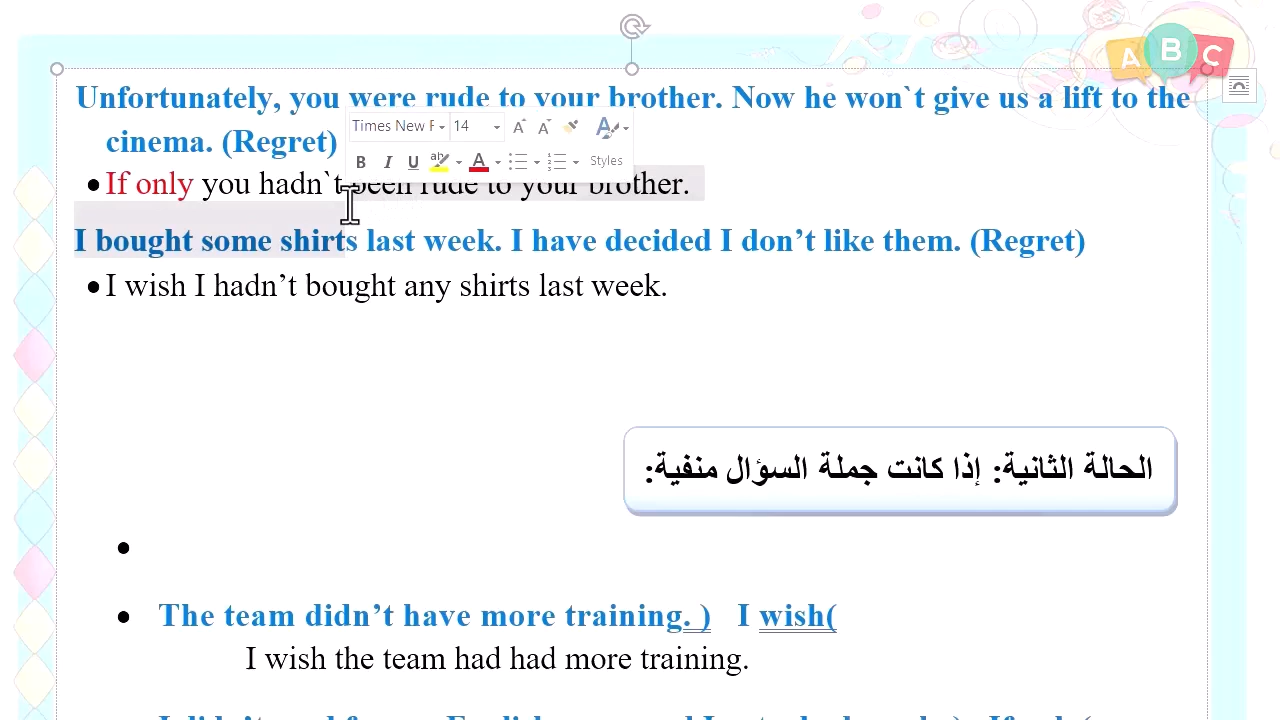 A B C
Unfortunately, you were rude to your brother. Now he won`t give us a lift to the
cinema. (Regret)
Times New F 14
B I U A Styles
• If only you hadn`t been rude to your brother.
I bought some shirts last week. I have decided I don’t like them. (Regret)
• I wish I hadn’t bought any shirts last week.
الحالة الثانية: إذا كانت جملة السؤال منفية:
•
• The team didn’t have more training. ) I wish(
I wish the team had had more training.